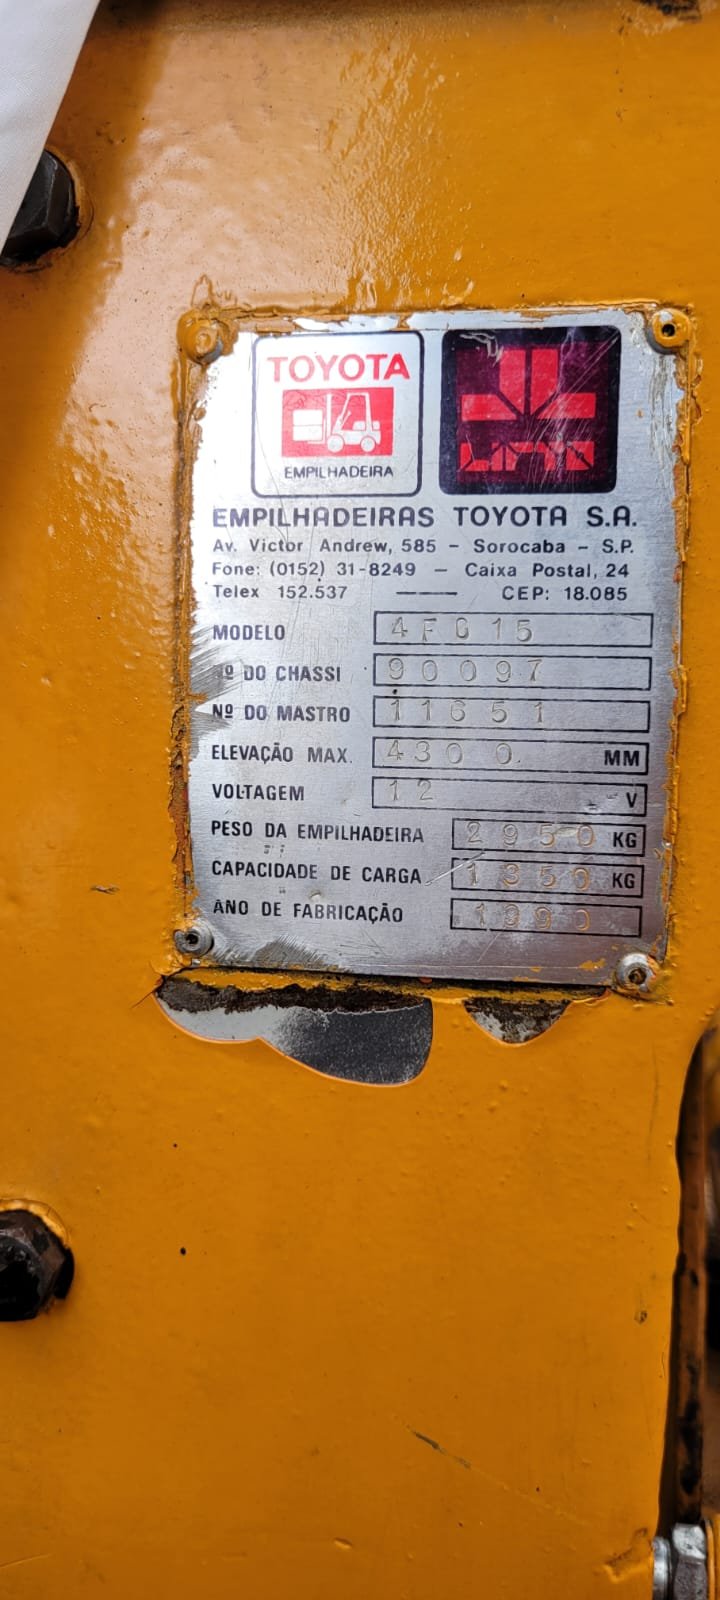 TOYOTA
EMPILHADEIRA
EMPILHADEIRAS TOYOTA S.A.
Av. Victor Andrew, 585 – Sorocaba – S.P.
Fone: (0152) 31-8249 — Caixa Postal, 24
Telex 152.537 —— CEP: 18.085
MODELO 4FG15
Nº DO CHASSI 90097
Nº DO MASTRO 11651
ELEVAÇÃO MAX. 4300 MM
VOLTAGEM 12 V
PESO DA EMPILHADEIRA 2950 KG
CAPACIDADE DE CARGA 1350 KG
ANO DE FABRICAÇÃO 1990